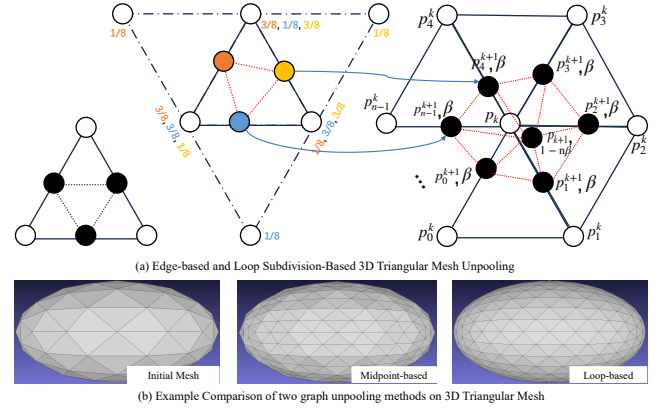 1/8
3/8, 1/8, 3/8
1/8
3/8, 3/8, 1/8
1/8, 3/8, 3/8
1/8
p_4^k
p_3^k
p_4^{k+1}, β
p_3^{k+1}, β
p_{n-1}^k
p_{n-1}^{k+1}, β
p_k
p_2^{k+1}, β
p_{k+1},
1 − nβ
p_2^k
p_0^{k+1}, β
p_1^{k+1}, β
...
p_0^k
p_1^k
(a) Edge-based and Loop Subdivision-Based 3D Triangular Mesh Unpooling
Initial Mesh
Midpoint-based
Loop-based
(b) Example Comparison of two graph unpooling methods on 3D Triangular Mesh